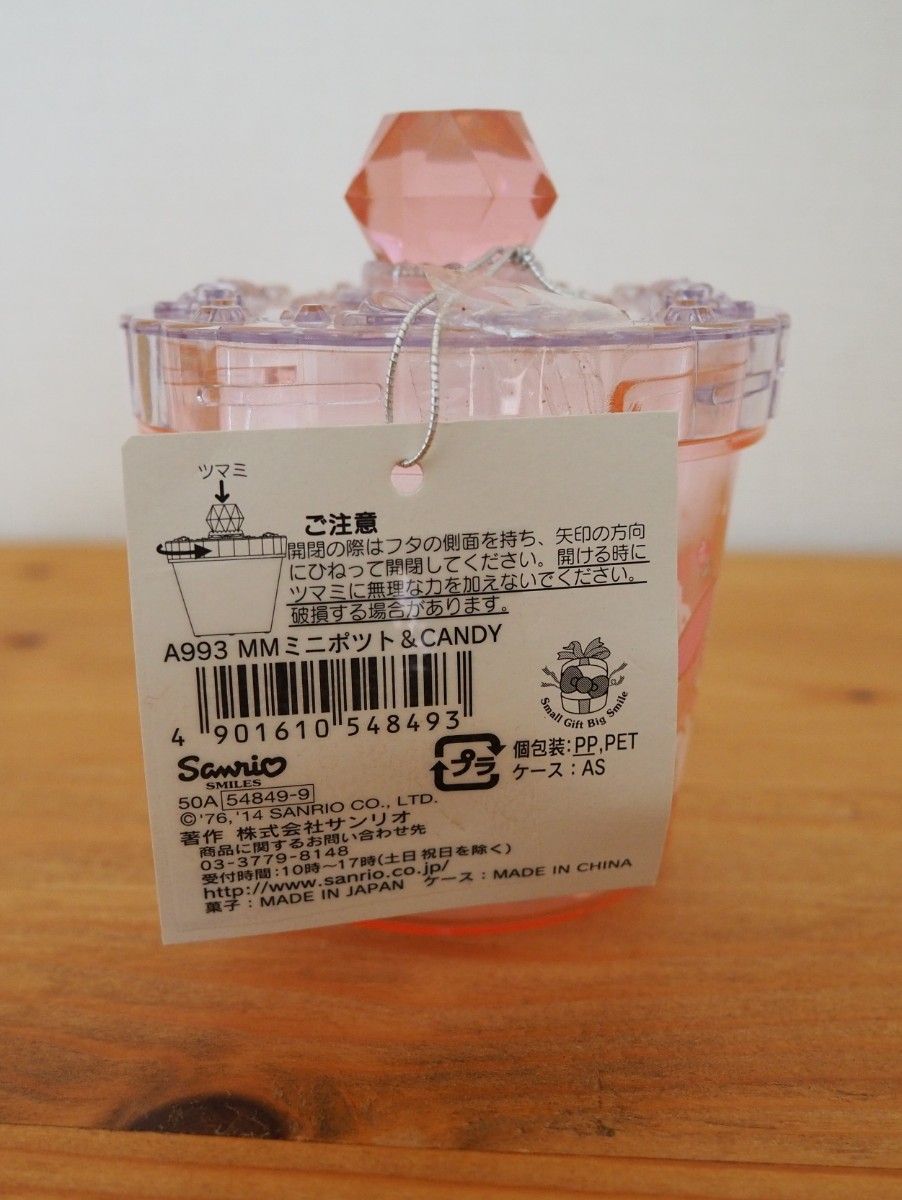 ツマミ
ご注意
開閉の際はフタの側面を持ち、矢印の方向
にひねって開閉してください。開ける時に
ツマミに無理な力を加えないでください。
破損する場合があります。
A993 MMミニポット&CANDY
4 901610 548493
Small Gift Big Smile
Sanrio
SMILES
プラ
個包装:PP,PET
ケース:AS
50A 54849-9
©'76,'14 SANRIO CO., LTD.
著作 株式会社サンリオ
商品に関するお問い合わせ先
03-3779-8148
受付時間:10時～17時(土日祝日を除く)
http://www.sanrio.co.jp/
菓子:MADE IN JAPAN ケース:MADE IN CHINA